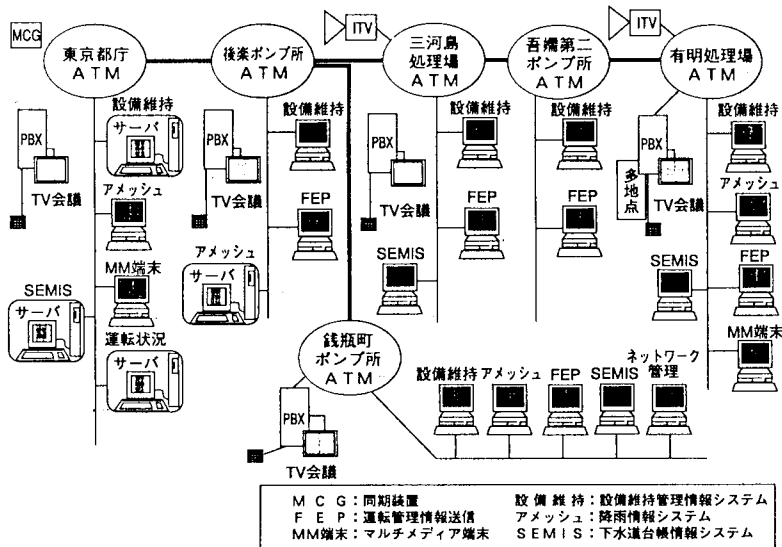 MCG
東京都庁
ATM
後楽ポンプ所
ATM
ITV
三河島
処理場
ATM
吾嬬第二
ポンプ所
ATM
ITV
有明処理場
ATM
設備維持
サーバ
PBX
TV会議
アメッシュ
MM端末
SEMIS
サーバ
運転状況
サーバ
設備維持
PBX
TV会議
FEP
アメッシュ
サーバ
設備維持
PBX
TV会議
FEP
SEMIS
設備維持
FEP
設備維持
PBX
多地点
TV会議
アメッシュ
SEMIS
FEP
MM端末
銭瓶町
ポンプ所
ATM
PBX
TV会議
設備維持
アメッシュ
FEP
SEMIS
ネットワーク
管理
MCG：同期装置
設備維持：設備維持管理情報システム
FEP：運転管理情報送信
アメッシュ：降雨情報システム
MM端末：マルチメディア端末
SEMIS：下水道台帳情報システム